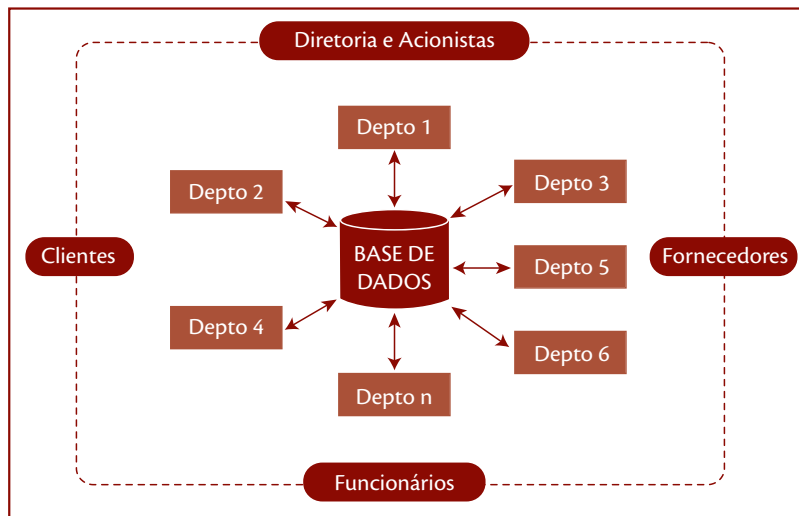 Diretoria e Acionistas
Depto 1
Depto 2
Depto 3
Clientes
BASE DE
DADOS
Depto 5
Fornecedores
Depto 4
Depto 6
Depto n
Funcionários